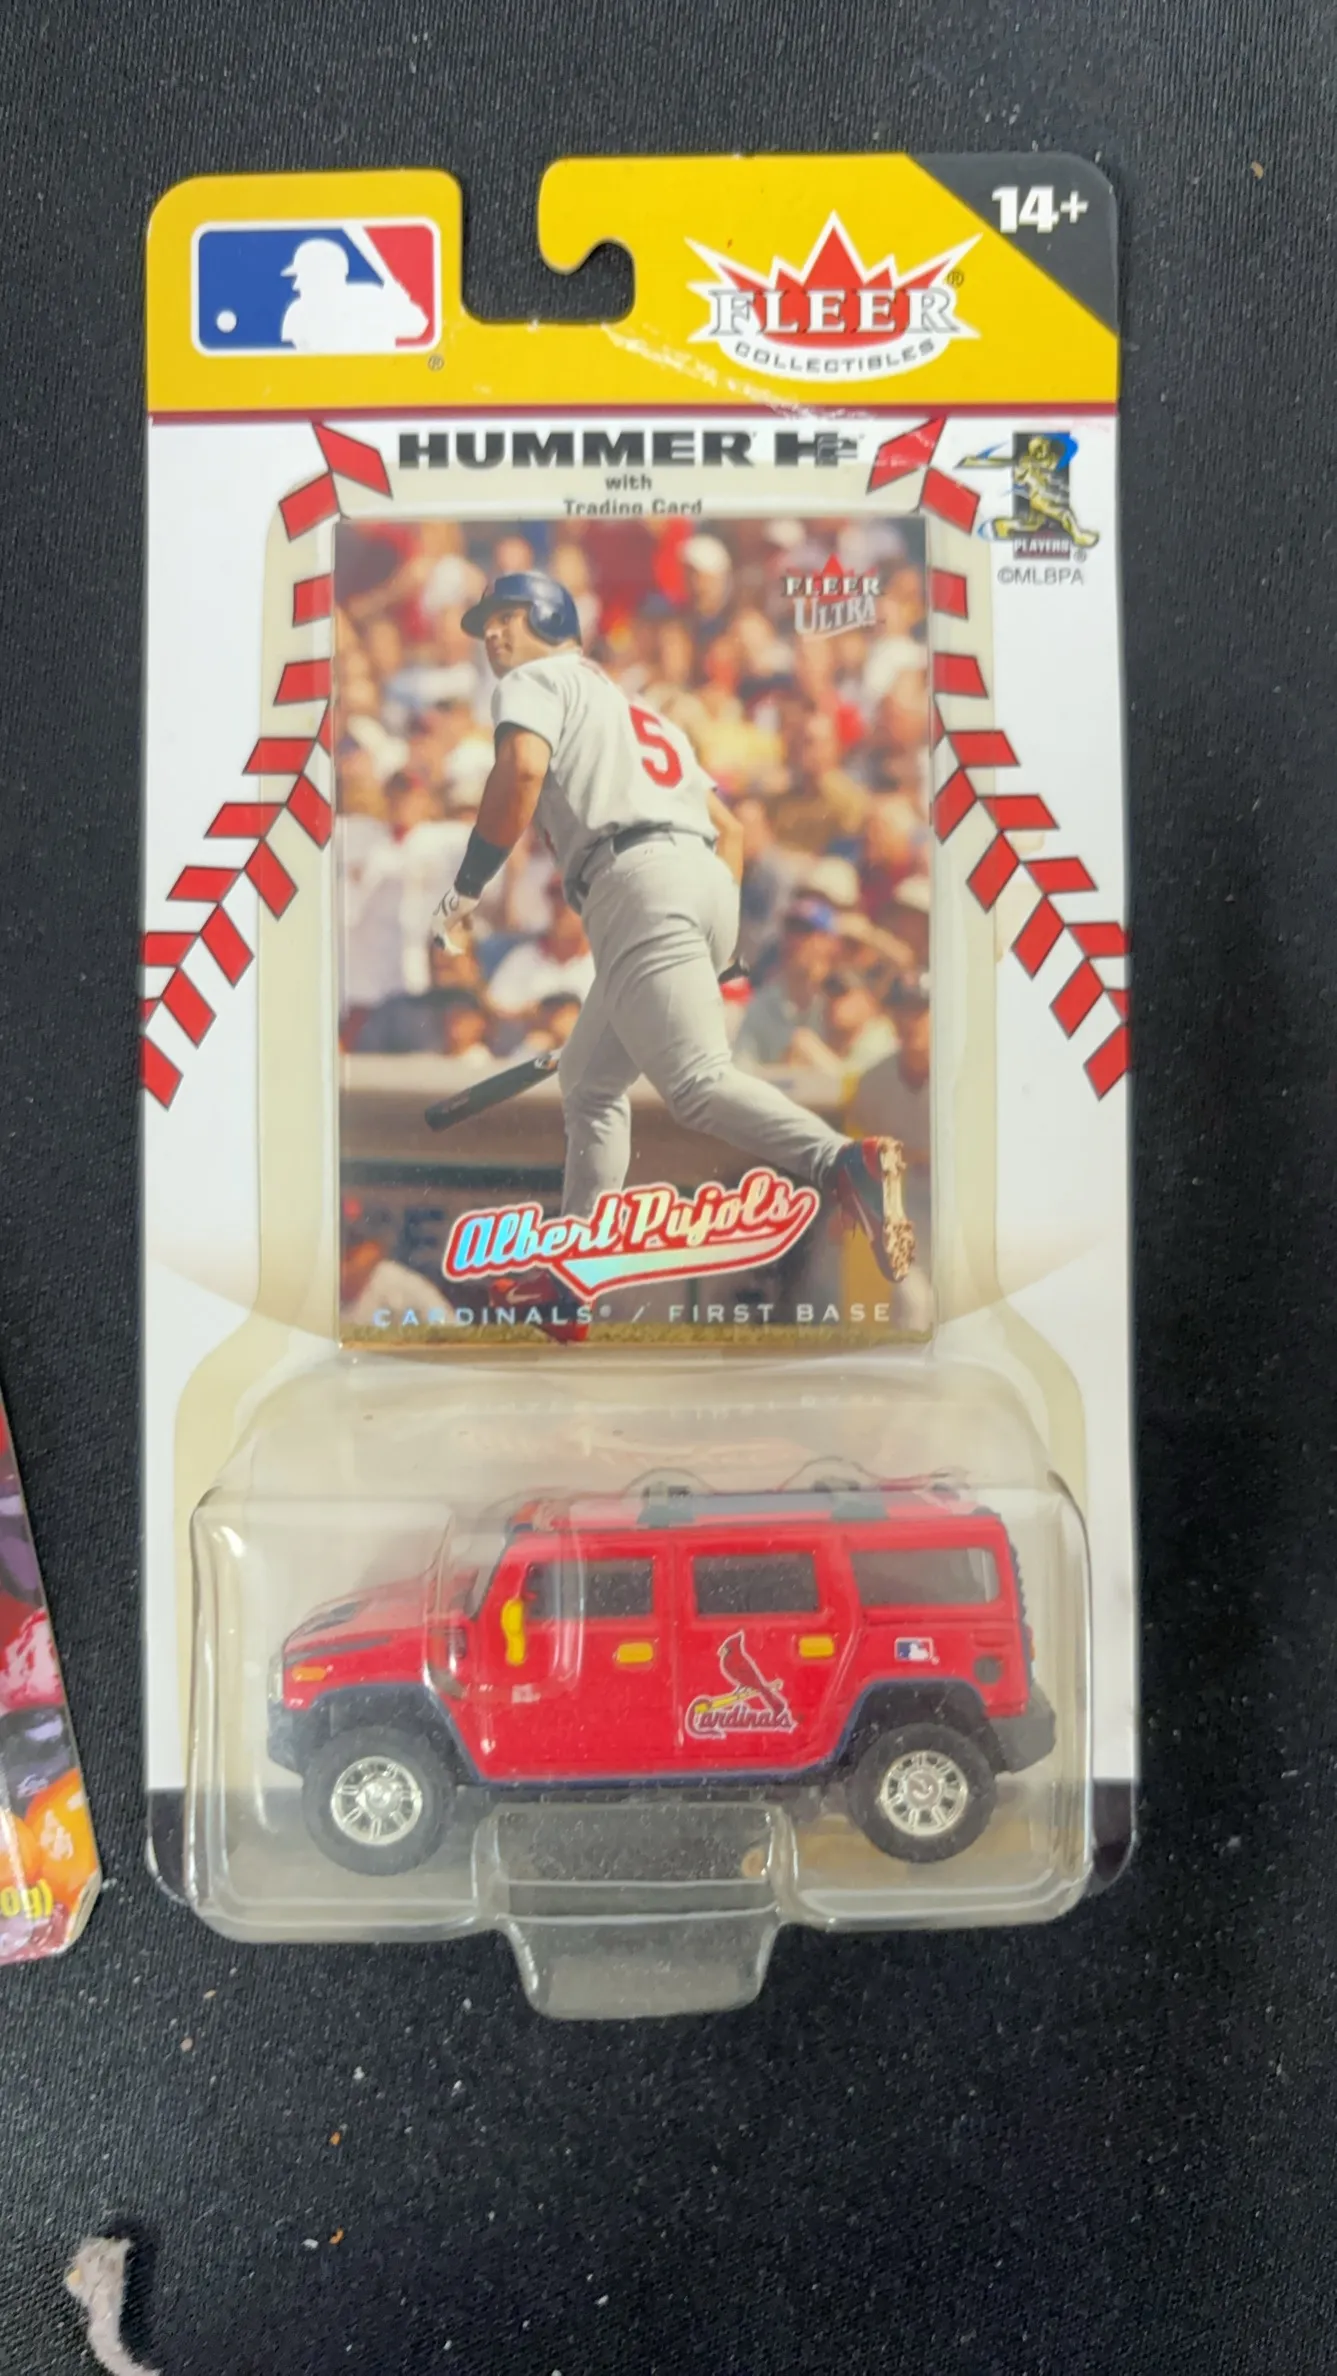 14+
FLEER®
COLLECTIBLES
®
HUMMER H2
with
Trading Card
PLAYERS®
©MLBPA
FLEER
ULTRA
5
Albert Pujols
CARDINALS® / FIRST BASE
Cardinals
0g)